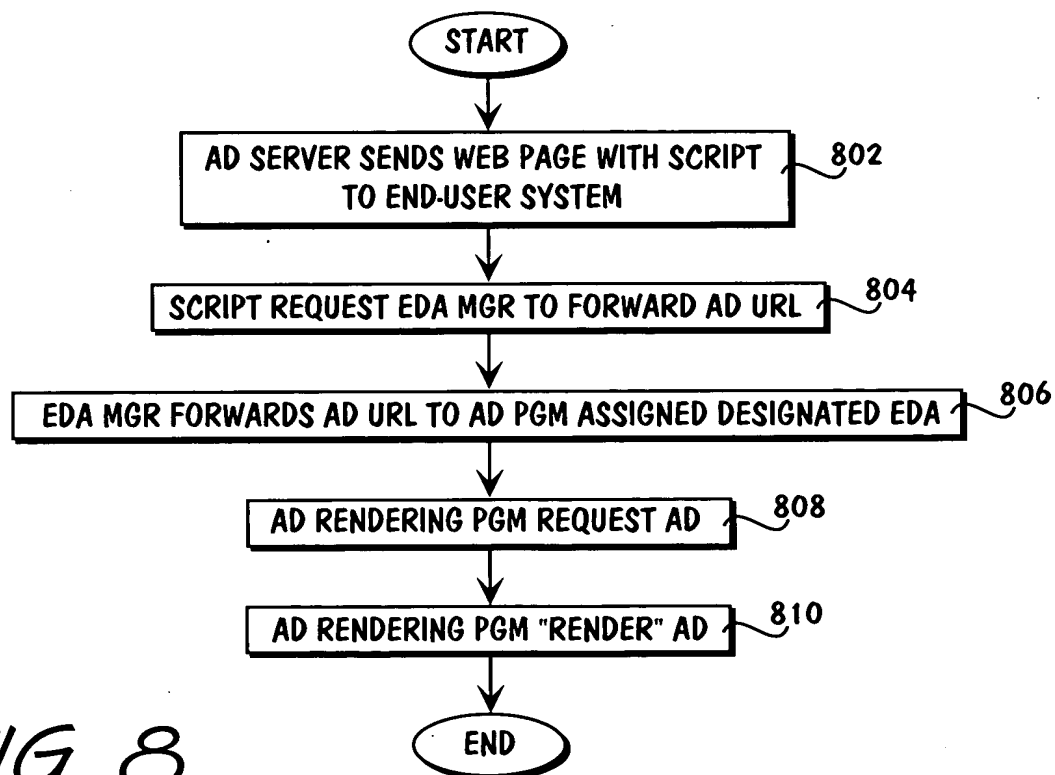 START
AD SERVER SENDS WEB PAGE WITH SCRIPT
TO END-USER SYSTEM
802
SCRIPT REQUEST EDA MGR TO FORWARD AD URL
804
EDA MGR FORWARDS AD URL TO AD PGM ASSIGNED DESIGNATED EDA
806
AD RENDERING PGM REQUEST AD
808
AD RENDERING PGM "RENDER" AD
810
END
IG 8